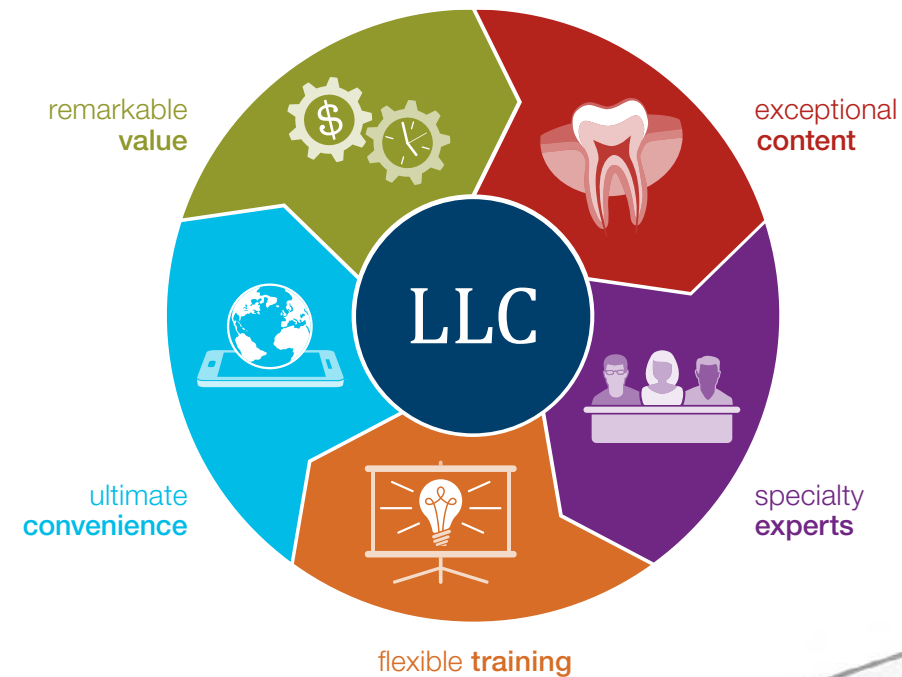 remarkable
value
exceptional
content
$
LLC
ultimate
convenience
specialty
experts
flexible training